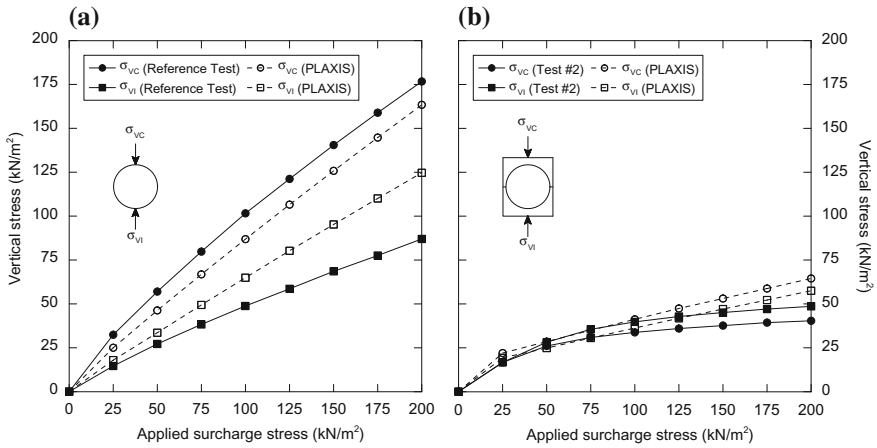 (a)
200
175
150
125
100
75
50
25
0
Vertical stress (kN/m²)
σVC (Reference Test) σVC (PLAXIS)
σVI (Reference Test) σVI (PLAXIS)
σVC
σVI
0 25 50 75 100 125 150 175 200
Applied surcharge stress (kN/m²)
(b)
σVC (Test #2) σVC (PLAXIS)
σVI (Test #2) σVI (PLAXIS)
σVC
σVI
200
175
150
125
100
75
50
25
0
Vertical stress (kN/m²)
0 25 50 75 100 125 150 175 200
Applied surcharge stress (kN/m²)